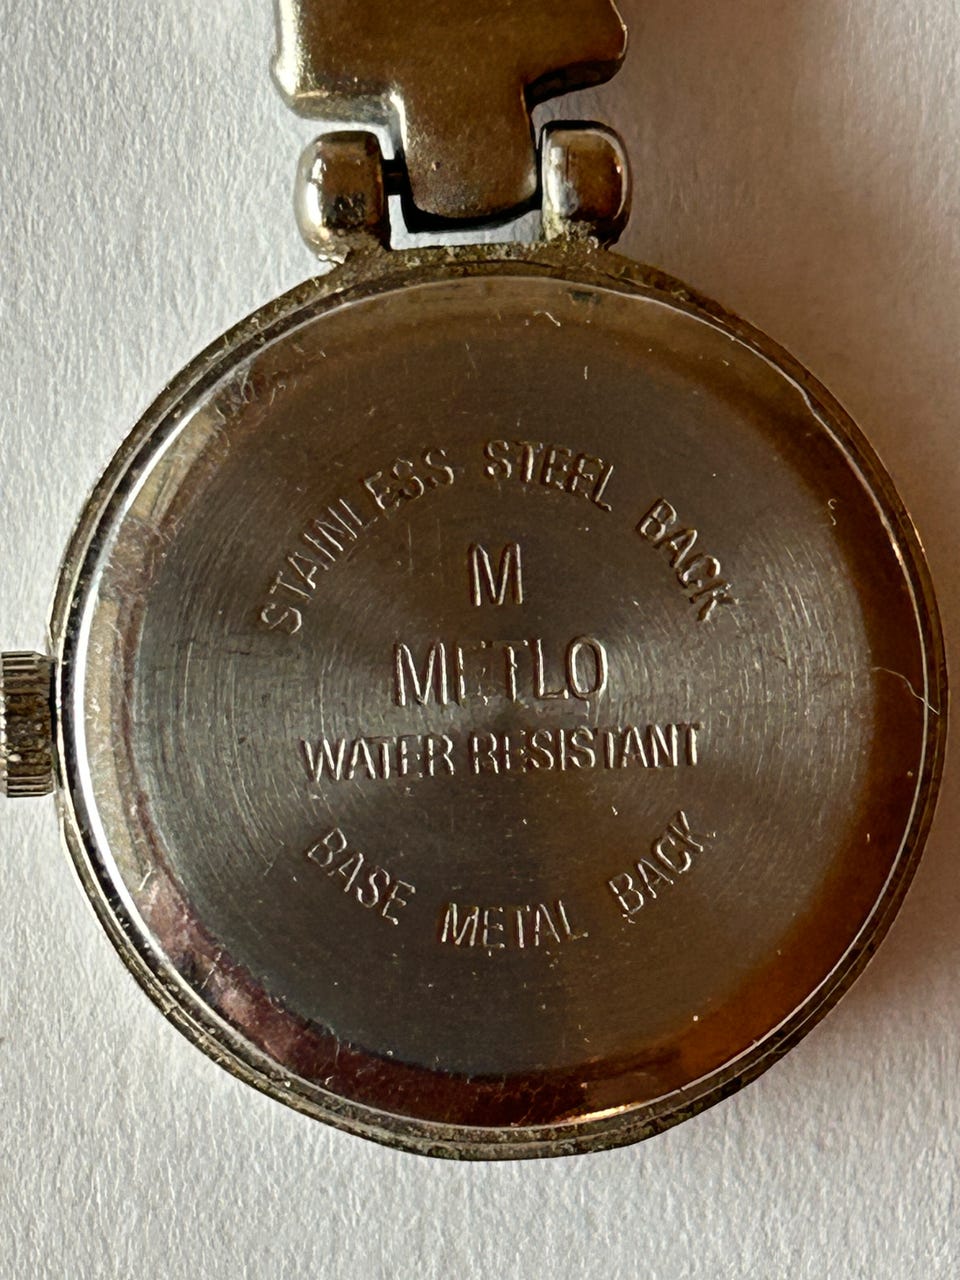 STAINLESS STEEL BACK
M
METLO
WATER RESISTANT
BASE METAL BACK